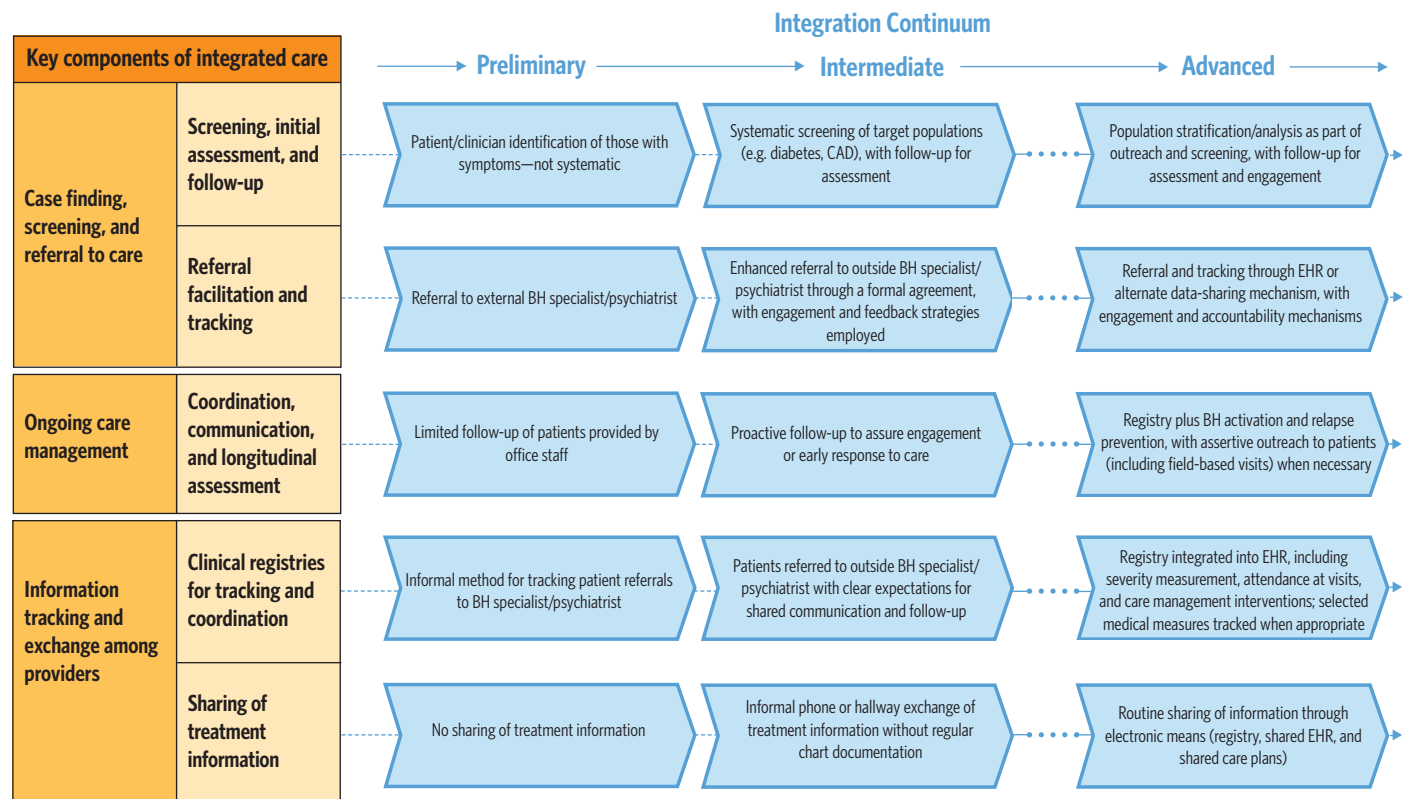 Integration Continuum
Key components of integrated care
Preliminary
Intermediate
Advanced
Case finding,
screening, and
referral to care
Screening, initial
assessment, and
follow-up
Patient/clinician identification of those with
symptoms—not systematic
Systematic screening of target populations
(e.g. diabetes, CAD), with follow-up for
assessment
Population stratification/analysis as part of
outreach and screening, with follow-up for
assessment and engagement
Referral
facilitation and
tracking
Referral to external BH specialist/psychiatrist
Enhanced referral to outside BH specialist/
psychiatrist through a formal agreement,
with engagement and feedback strategies
employed
Referral and tracking through EHR or
alternate data-sharing mechanism, with
engagement and accountability mechanisms
Ongoing care
management
Coordination,
communication,
and longitudinal
assessment
Limited follow-up of patients provided by
office staff
Proactive follow-up to assure engagement
or early response to care
Registry plus BH activation and relapse
prevention, with assertive outreach to patients
(including field-based visits) when necessary
Information
tracking and
exchange among
providers
Clinical registries
for tracking and
coordination
Informal method for tracking patient referrals
to BH specialist/psychiatrist
Patients referred to outside BH specialist/
psychiatrist with clear expectations for
shared communication and follow-up
Registry integrated into EHR, including
severity measurement, attendance at visits,
and care management interventions; selected
medical measures tracked when appropriate
Sharing of
treatment
information
No sharing of treatment information
Informal phone or hallway exchange of
treatment information without regular
chart documentation
Routine sharing of information through
electronic means (registry, shared EHR, and
shared care plans)